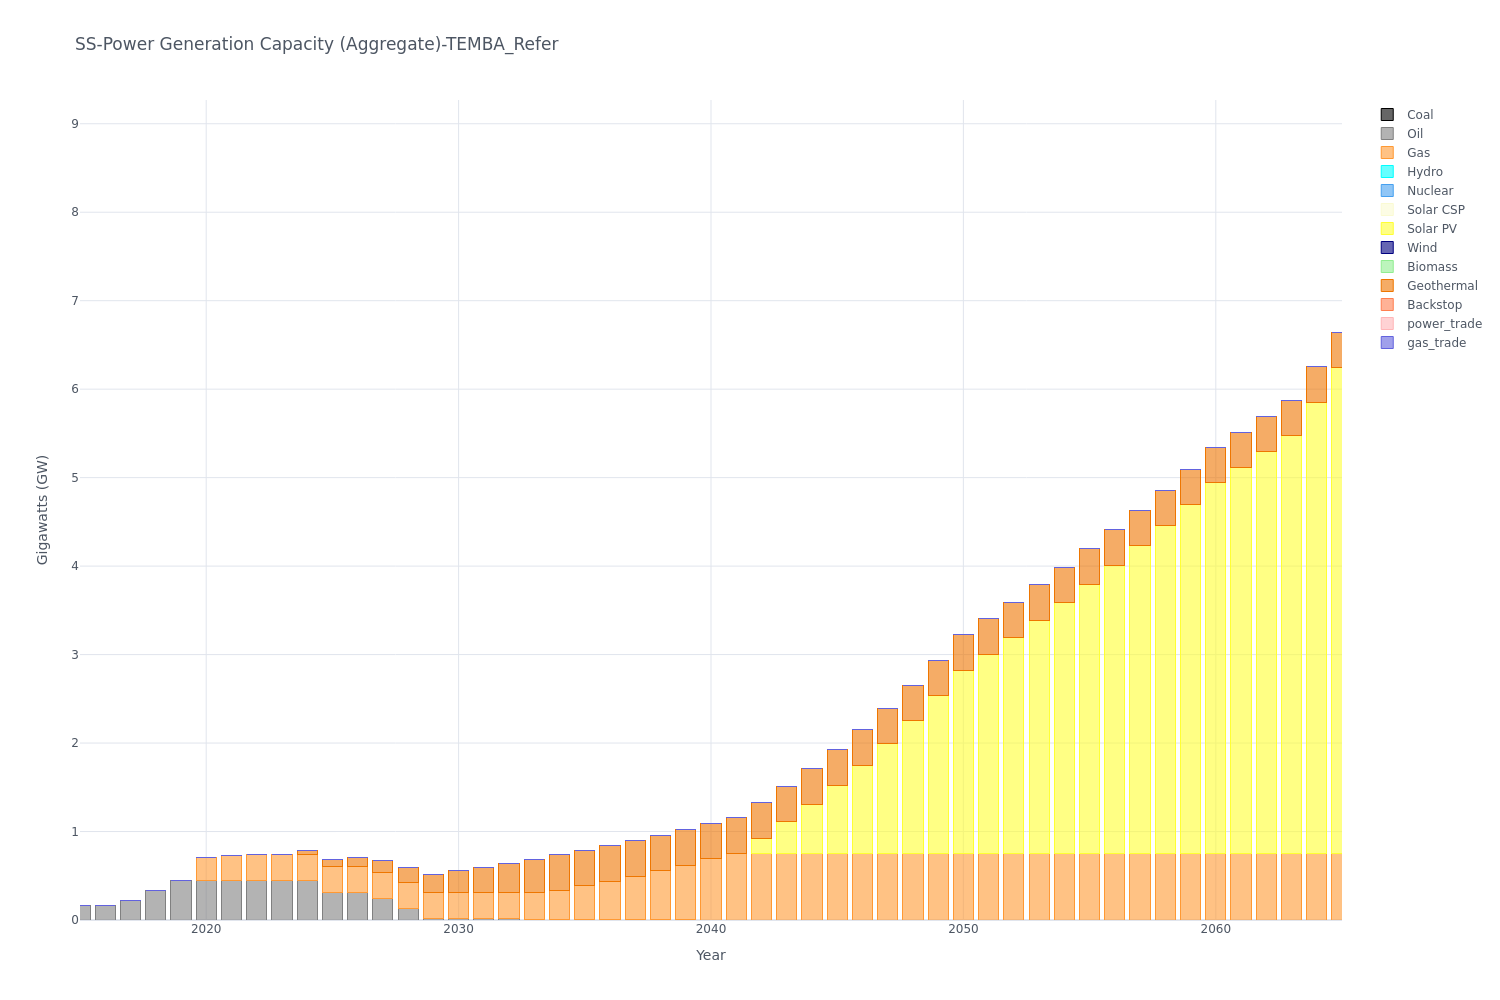 SS-Power Generation Capacity (Aggregate)-TEMBA_Refer
Coal
Oil
Gas
Hydro
Nuclear
Solar CSP
Solar PV
Wind
Biomass
Geothermal
Backstop
power_trade
gas_trade
Gigawatts (GW)
9
8
7
6
5
4
3
2
1
0
2020
2030
2040
2050
2060
Year